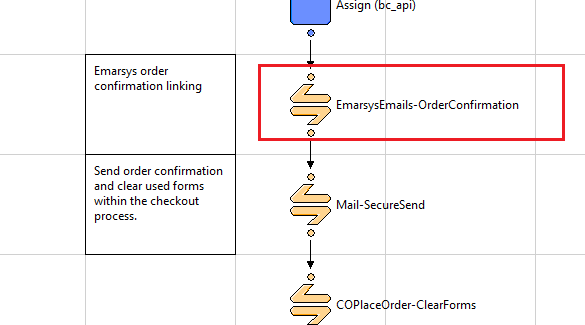 Assign (bc_api)
Emarsys order
confirmation linking
EmarsysEmails-OrderConfirmation
Send order confirmation
and clear used forms
within the checkout
process.
Mail-SecureSend
COPlaceOrder-ClearForms